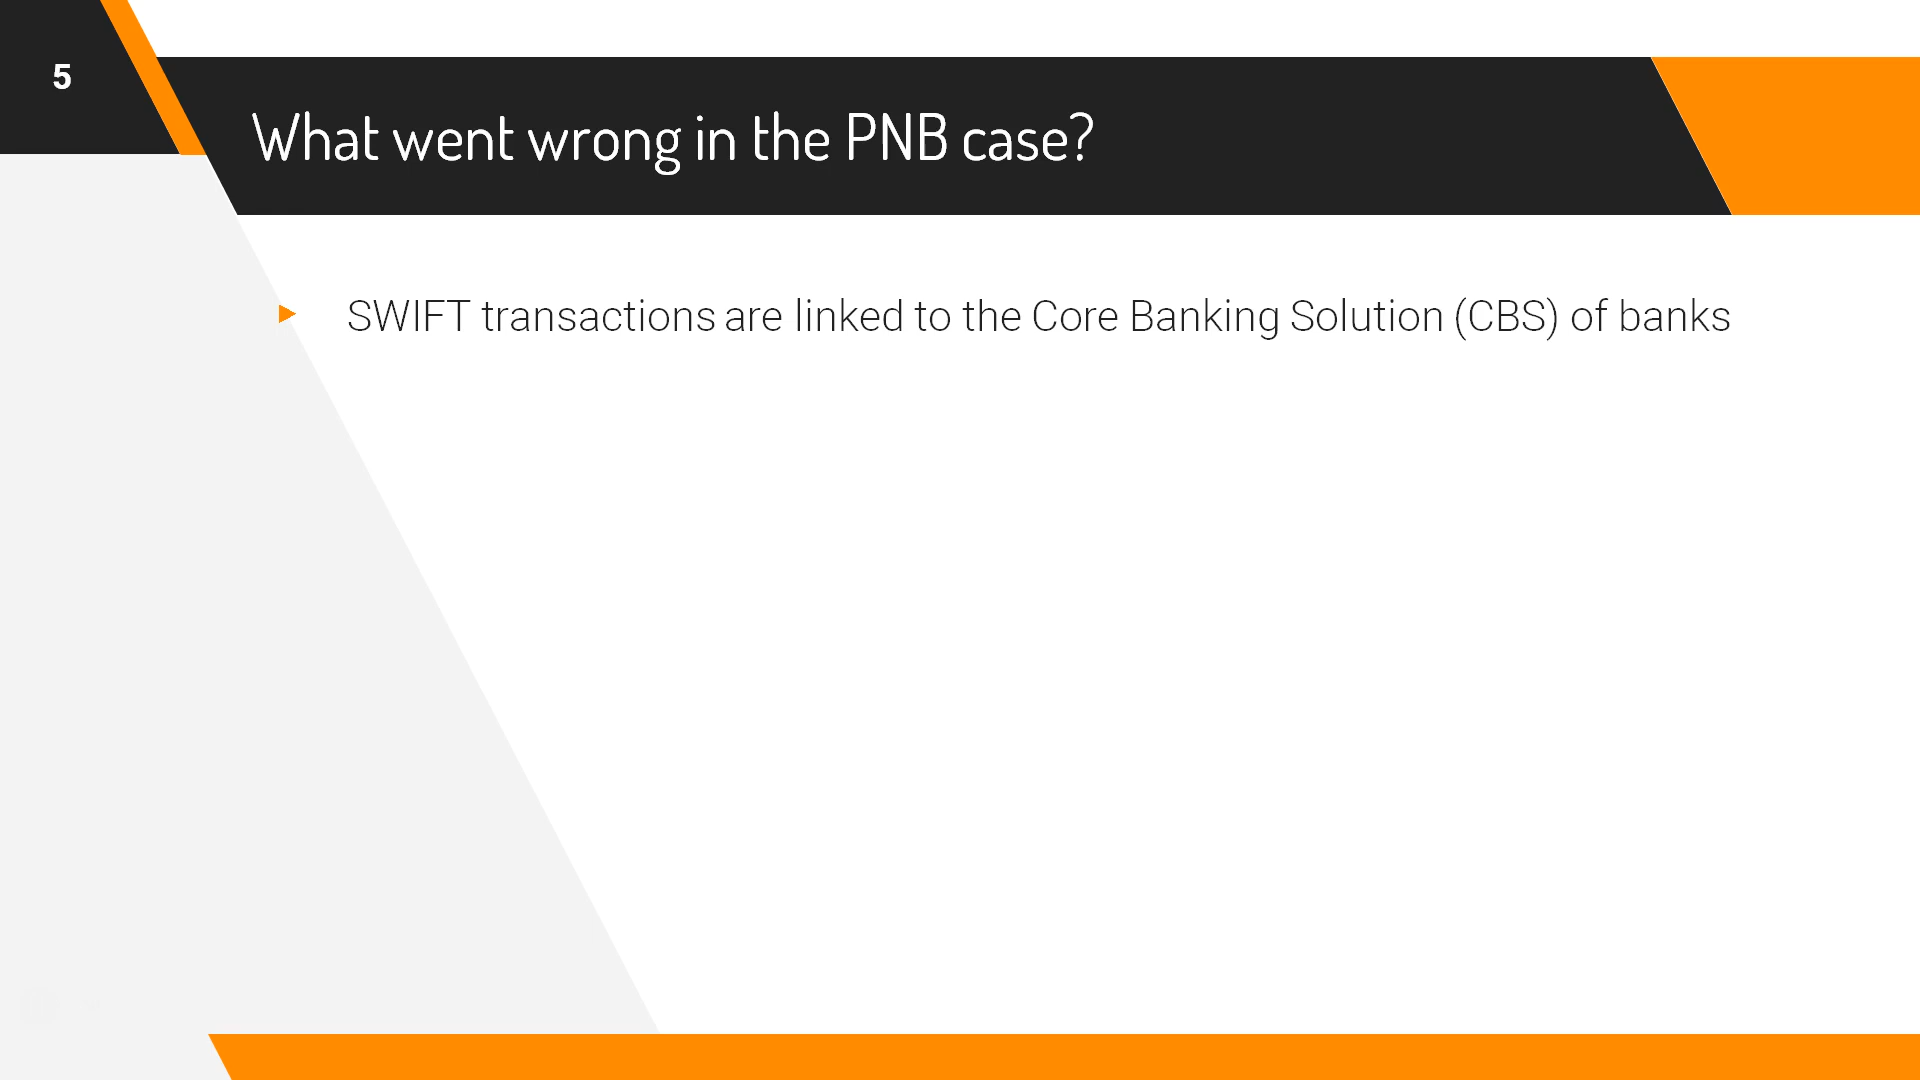 5
What went wrong in the PNB case?
SWIFT transactions are linked to the Core Banking Solution (CBS) of banks